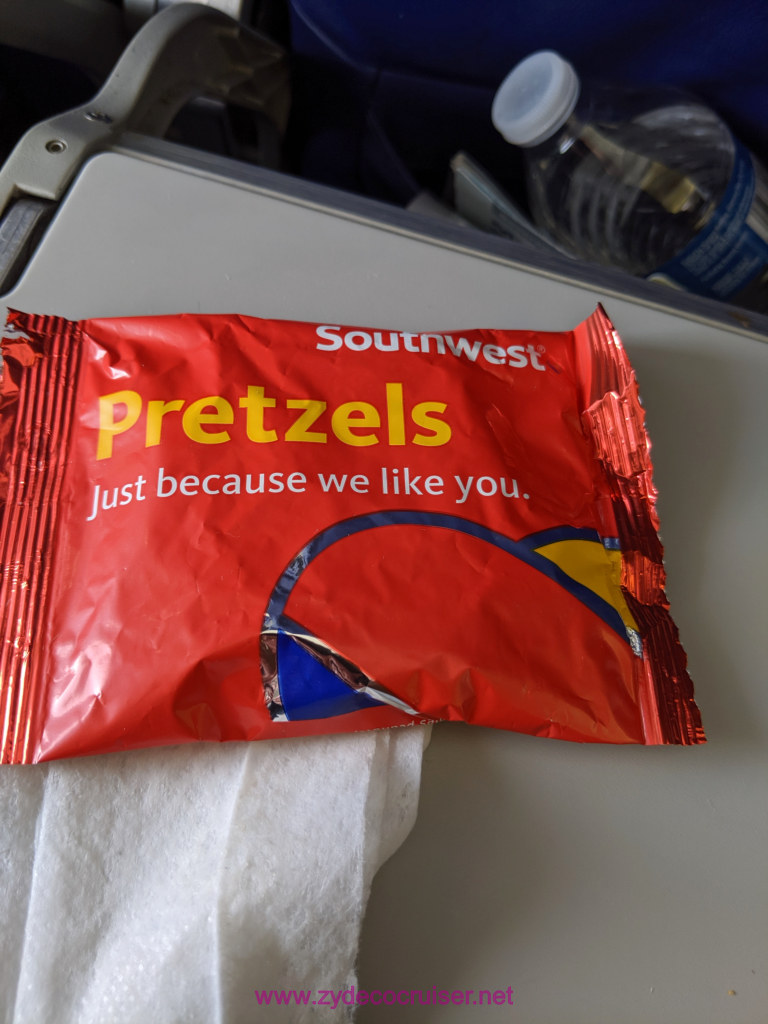 Southwest®
Pretzels
Just because we like you.
www.zydecocruiser.net